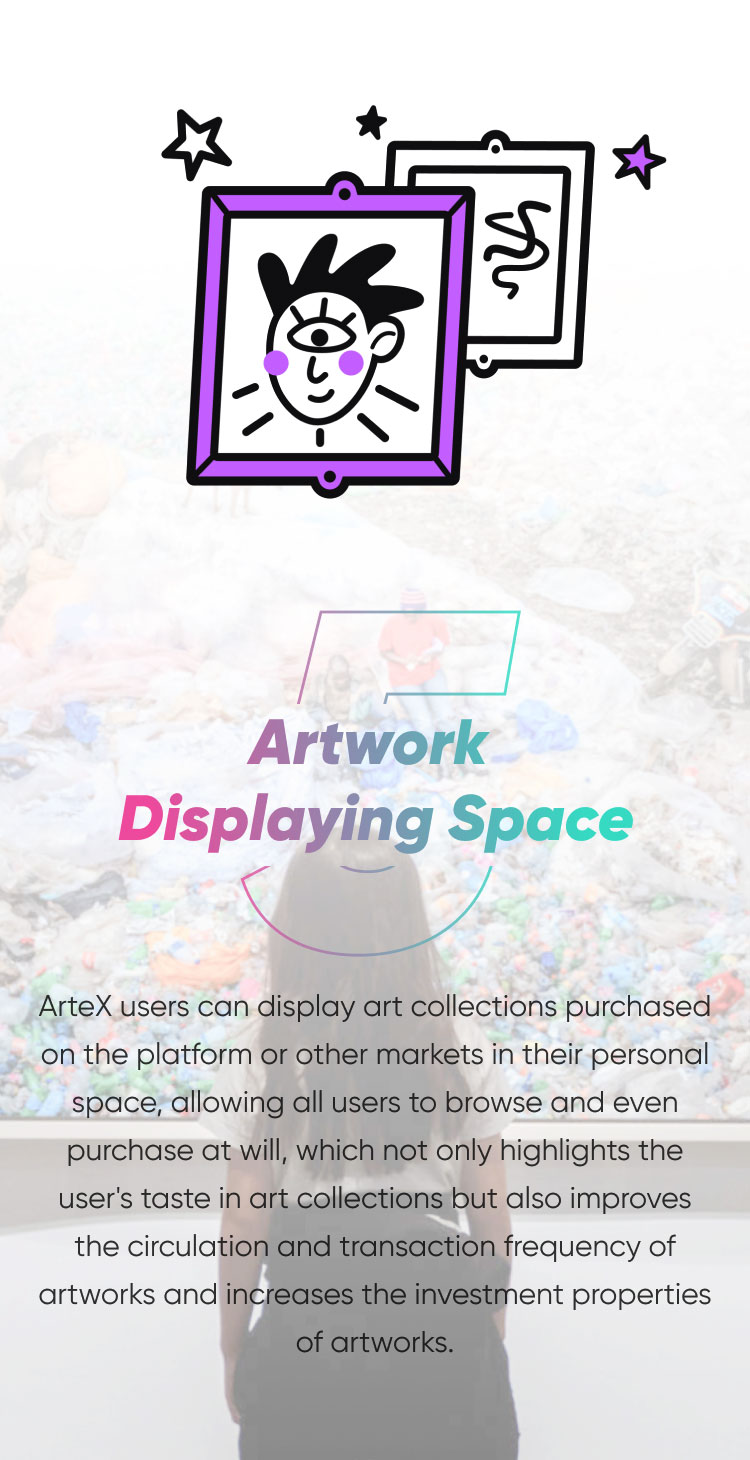 Artwork
Displaying Space
ArteX users can display art collections purchased
on the platform or other markets in their personal
space, allowing all users to browse and even
purchase at will, which not only highlights the
user's taste in art collections but also improves
the circulation and transaction frequency of
artworks and increases the investment properties
of artworks.